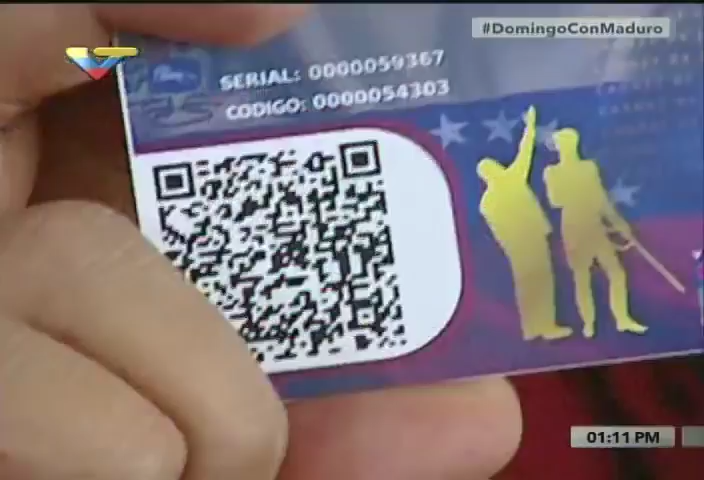 #DomingoConMaduro
SERIAL: 0000059367
CODIGO: 0000054303
01:11 PM